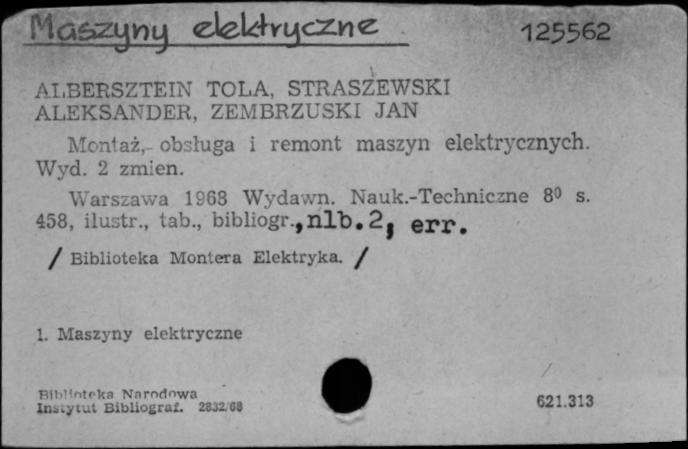 Maszyny elektryczne 125562
ALBERSZTEIN TOLA, STRASZEWSKI
ALEKSANDER, ZEMBRZUSKI JAN
Montaż, obsługa i remont maszyn elektrycznych.
Wyd. 2 zmien.
Warszawa 1968 Wydawn. Nauk.-Techniczne 8⁰ s.
458, ilustr., tab., bibliogr., nlb. 2, err.
/ Biblioteka Montera Elektryka. /
1. Maszyny elektryczne
Biblioteka Narodowa
Instytut Bibliograf. 2832/68 621.313